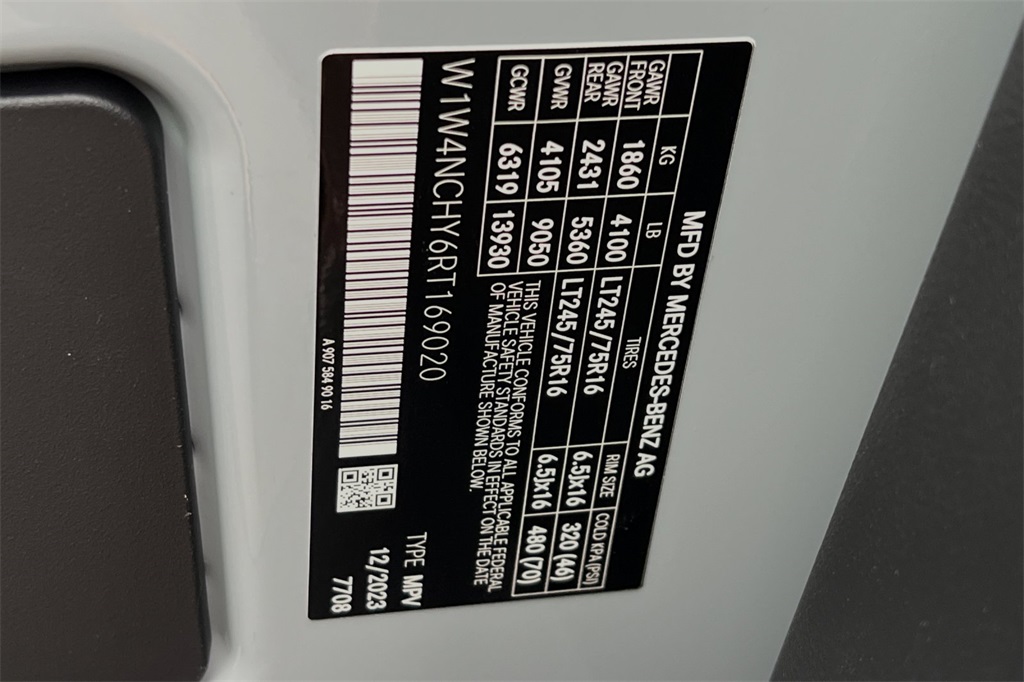 MFD BY MERCEDES-BENZ AG
KG LB TIRES RIM SIZE COLD KPA(PSI)
GAWR FRONT 1860 4100 LT245/75R16 6.5Jx16 320 (46)
GAWR REAR 2431 5360 LT245/75R16 6.5Jx16 480 (70)
GVWR 4105 9050
GCWR 6319 13930
THIS VEHICLE CONFORMS TO ALL APPLICABLE FEDERAL
VEHICLE SAFETY STANDARDS IN EFFECT ON THE DATE
OF MANUFACTURE SHOWN BELOW.
W1W4NCHY6RT169020
TYPE MPV
12/2023
7708
A 907 584 90 16